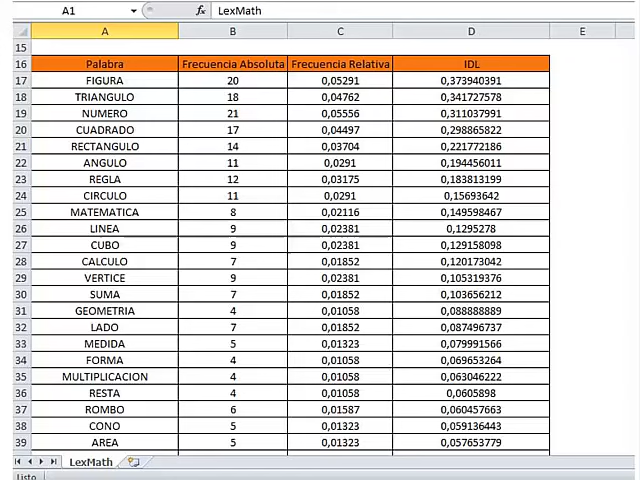 A1 fx LexMath
A B C D E
15
16 Palabra Frecuencia Absoluta Frecuencia Relativa IDL
17 FIGURA 20 0,05291 0,373940391
18 TRIANGULO 18 0,04762 0,341727578
19 NUMERO 21 0,05556 0,311037991
20 CUADRADO 17 0,04497 0,298865822
21 RECTANGULO 14 0,03704 0,221772186
22 ANGULO 11 0,0291 0,194456011
23 REGLA 12 0,03175 0,183813199
24 CIRCULO 11 0,0291 0,15693642
25 MATEMATICA 8 0,02116 0,149598467
26 LINEA 9 0,02381 0,1295278
27 CUBO 9 0,02381 0,129158098
28 CALCULO 7 0,01852 0,120173042
29 VERTICE 9 0,02381 0,105319376
30 SUMA 7 0,01852 0,103656212
31 GEOMETRIA 4 0,01058 0,088888889
32 LADO 7 0,01852 0,087496737
33 MEDIDA 5 0,01323 0,079991566
34 FORMA 4 0,01058 0,069653264
35 MULTIPLICACION 4 0,01058 0,063046222
36 RESTA 4 0,01058 0,0605898
37 ROMBO 6 0,01587 0,060457663
38 CONO 5 0,01323 0,059136443
39 AREA 5 0,01323 0,057653779
LexMath
Listo